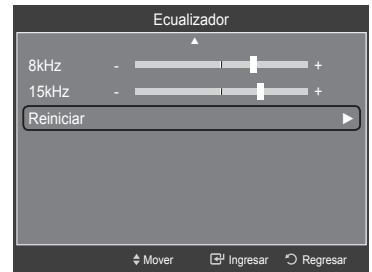 Ecualizador
▲
8kHz - +
15kHz - +
Reiniciar ►
Mover Ingresar Regresar